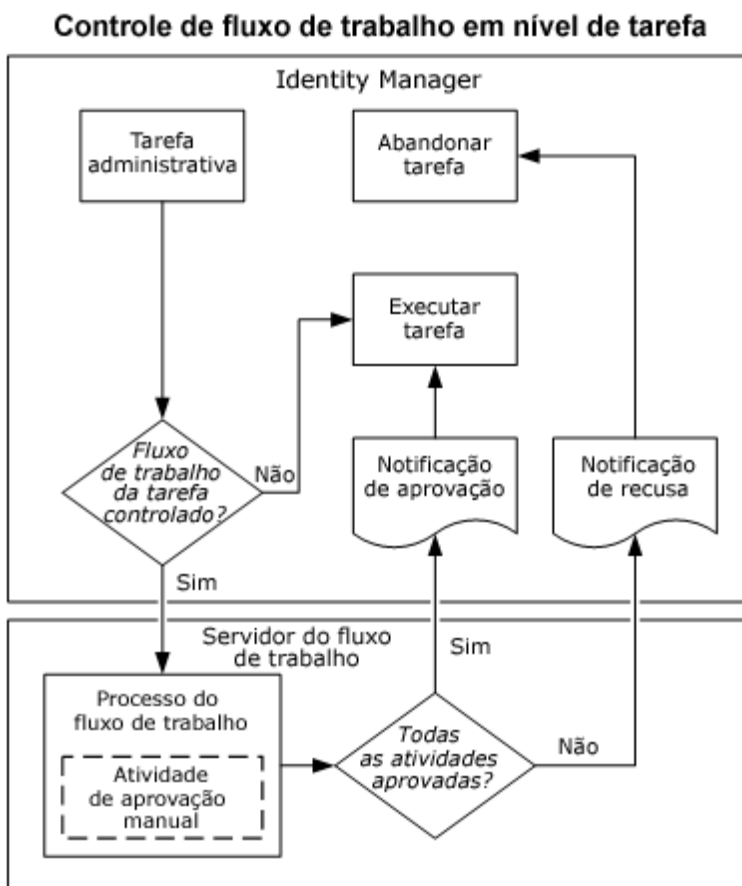 Controle de fluxo de trabalho em nível de tarefa
Identity Manager
Tarefa
administrativa
Abandonar
tarefa
Executar
tarefa
Fluxo
de trabalho
da tarefa
controlado?
Não
Notificação
de aprovação
Notificação
de recusa
Sim
Servidor do fluxo
de trabalho
Sim
Processo do
fluxo de trabalho
Atividade
de aprovação
manual
Todas
as atividades
aprovadas?
Não